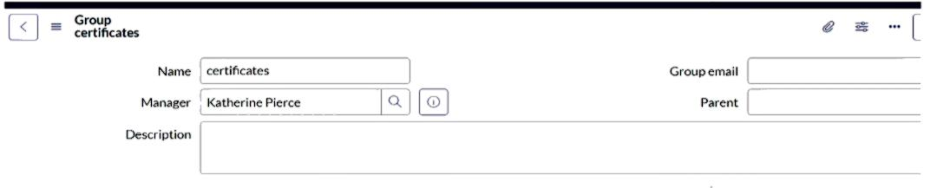 Group
certificates
Name certificates
Group email
Manager Katherine Pierce
Parent
Description